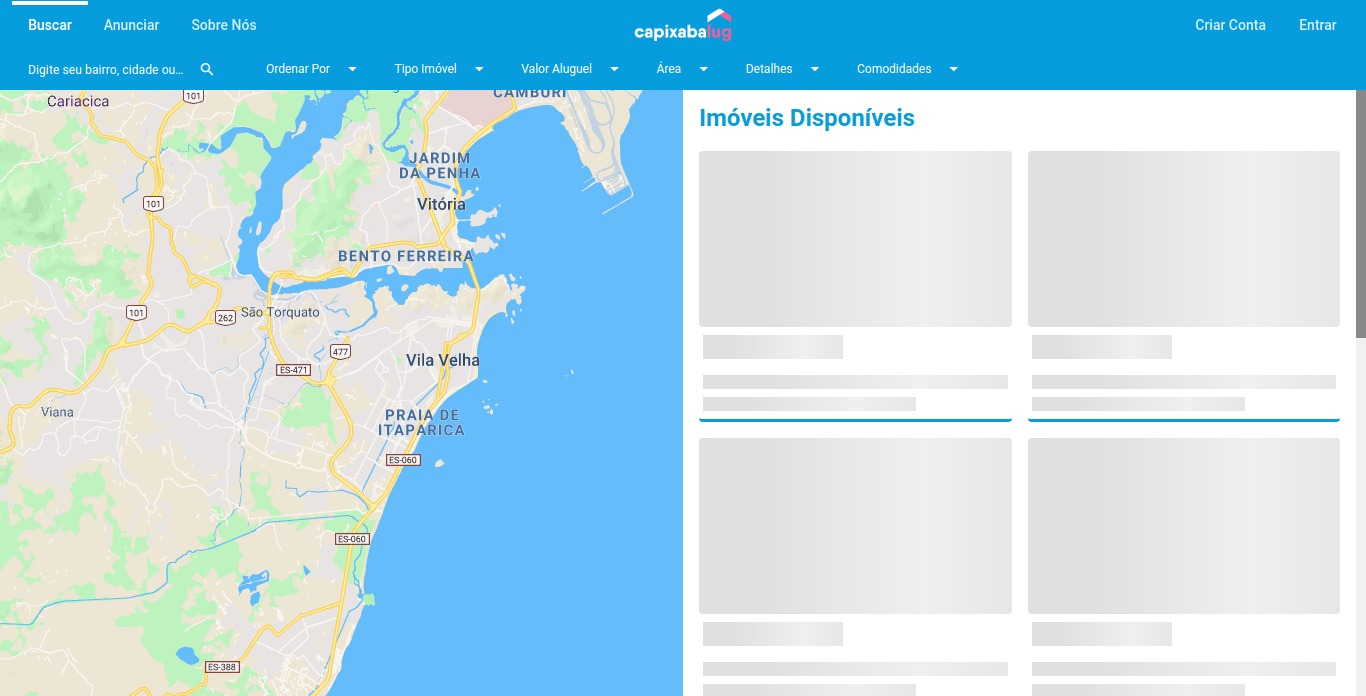 Buscar
Anunciar
Sobre Nós
capixabalug
Criar Conta
Entrar
Digite seu bairro, cidade ou...
Ordenar Por
Tipo Imóvel
Valor Aluguel
Área
Detalhes
Comodidades
Cariacica
101
CAMBURI
JARDIM
DA PENHA
101
Vitória
BENTO FERREIRA
101
262
São Torquato
477
Vila Velha
ES-471
Viana
PRAIA DE
ITAPARICA
ES-060
ES-060
ES-388
Imóveis Disponíveis